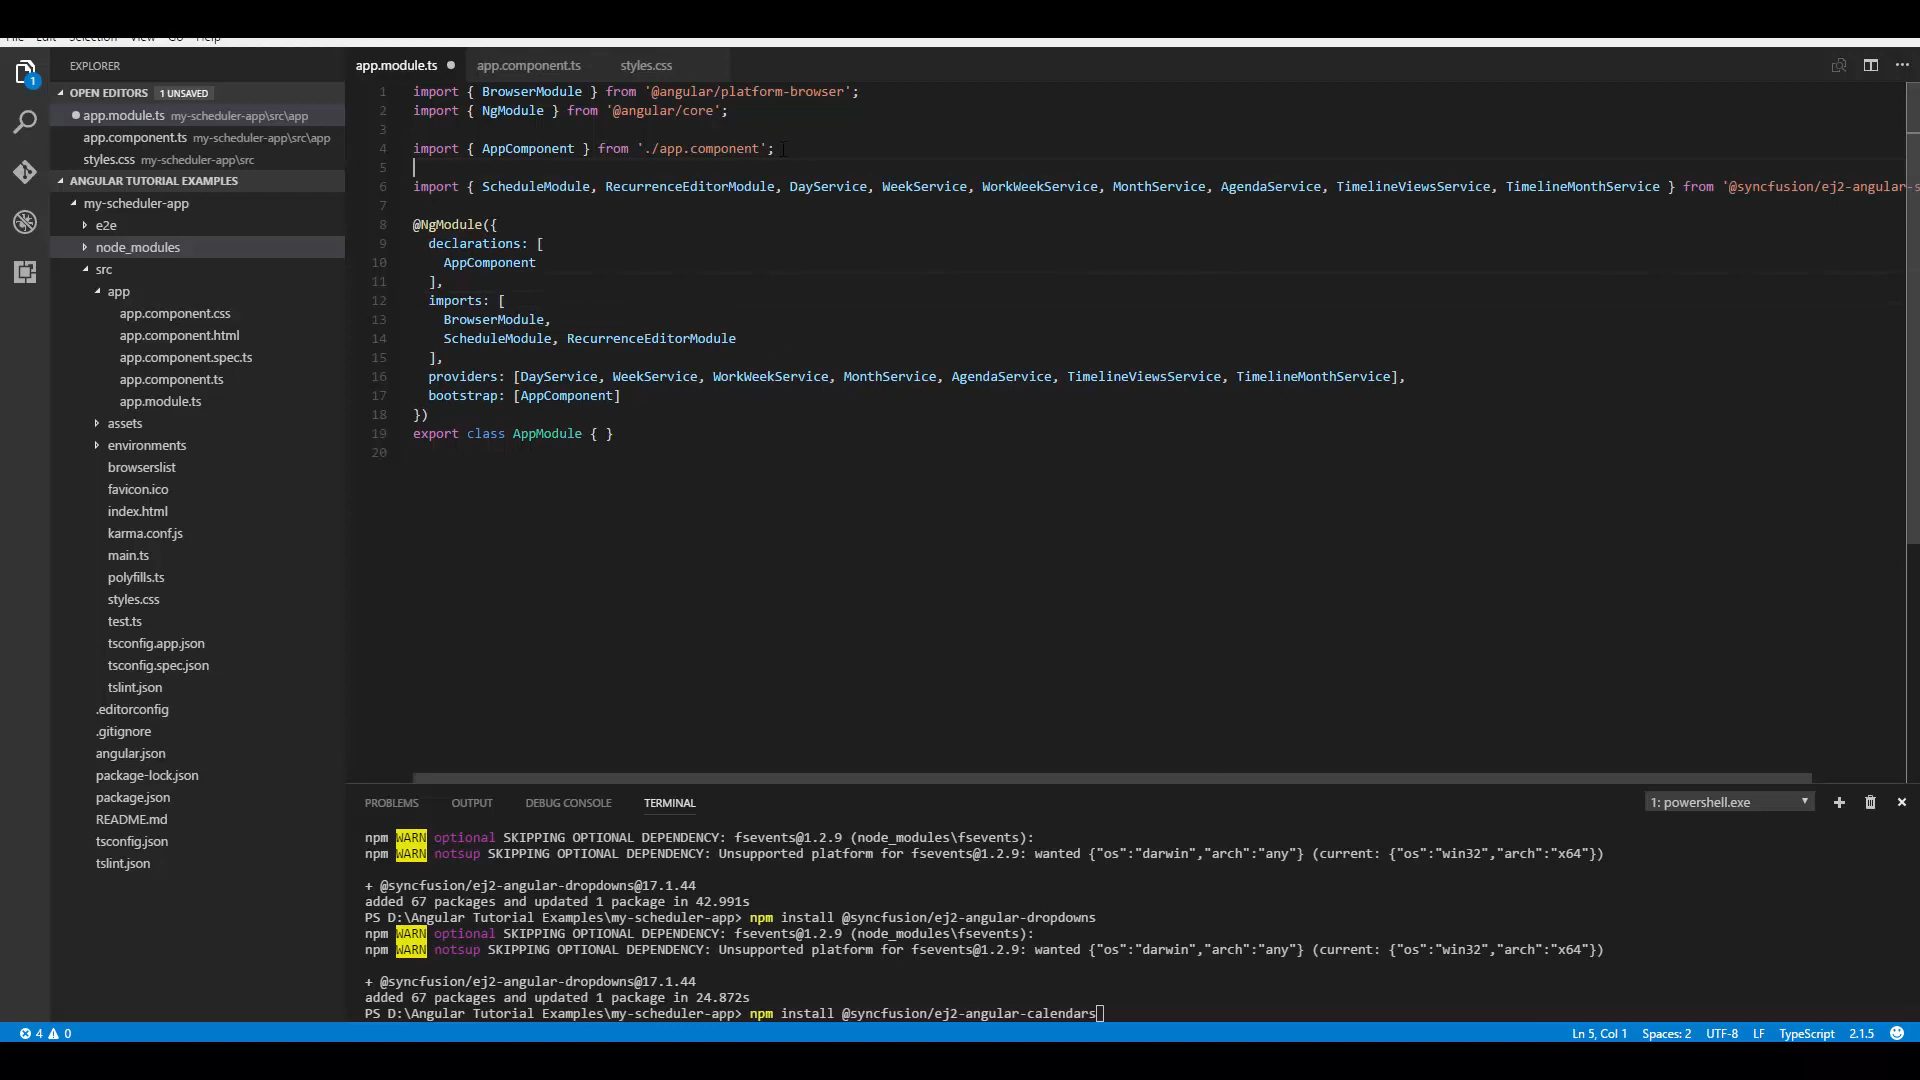 File Edit Selection View Go Help
EXPLORER
OPEN EDITORS 1 UNSAVED
app.module.ts my-scheduler-app\src\app
app.component.ts my-scheduler-app\src\app
styles.css my-scheduler-app\src
ANGULAR TUTORIAL EXAMPLES
my-scheduler-app
e2e
node_modules
src
app
app.component.css
app.component.html
app.component.spec.ts
app.component.ts
app.module.ts
assets
environments
browserslist
favicon.ico
index.html
karma.conf.js
main.ts
polyfills.ts
styles.css
test.ts
tsconfig.app.json
tsconfig.spec.json
tslint.json
.editorconfig
.gitignore
angular.json
package-lock.json
package.json
README.md
tsconfig.json
tslint.json
1
app.module.ts app.component.ts styles.css
1 import { BrowserModule } from '@angular/platform-browser';
2 import { NgModule } from '@angular/core';
3
4 import { AppComponent } from './app.component';
5
6 import { ScheduleModule, RecurrenceEditorModule, DayService, WeekService, WorkWeekService, MonthService, AgendaService, TimelineViewsService, TimelineMonthService } from '@syncfusion/ej2-angular-s
7
8 @NgModule({
9 declarations: [
10 AppComponent
11 ],
12 imports: [
13 BrowserModule,
14 ScheduleModule, RecurrenceEditorModule
15 ],
16 providers: [DayService, WeekService, WorkWeekService, MonthService, AgendaService, TimelineViewsService, TimelineMonthService],
17 bootstrap: [AppComponent]
18 })
19 export class AppModule { }
20
PROBLEMS OUTPUT DEBUG CONSOLE TERMINAL 1: powershell.exe
npm WARN optional SKIPPING OPTIONAL DEPENDENCY: fsevents@1.2.9 (node_modules\fsevents):
npm WARN notsup SKIPPING OPTIONAL DEPENDENCY: Unsupported platform for fsevents@1.2.9: wanted {"os":"darwin","arch":"any"} (current: {"os":"win32","arch":"x64"})
+ @syncfusion/ej2-angular-dropdowns@17.1.44
added 67 packages and updated 1 package in 42.991s
PS D:\Angular Tutorial Examples\my-scheduler-app> npm install @syncfusion/ej2-angular-dropdowns
npm WARN optional SKIPPING OPTIONAL DEPENDENCY: fsevents@1.2.9 (node_modules\fsevents):
npm WARN notsup SKIPPING OPTIONAL DEPENDENCY: Unsupported platform for fsevents@1.2.9: wanted {"os":"darwin","arch":"any"} (current: {"os":"win32","arch":"x64"})
+ @syncfusion/ej2-angular-dropdowns@17.1.44
added 67 packages and updated 1 package in 24.872s
PS D:\Angular Tutorial Examples\my-scheduler-app> npm install @syncfusion/ej2-angular-calendars
4 0 Ln 5, Col 1 Spaces: 2 UTF-8 LF TypeScript 2.1.5